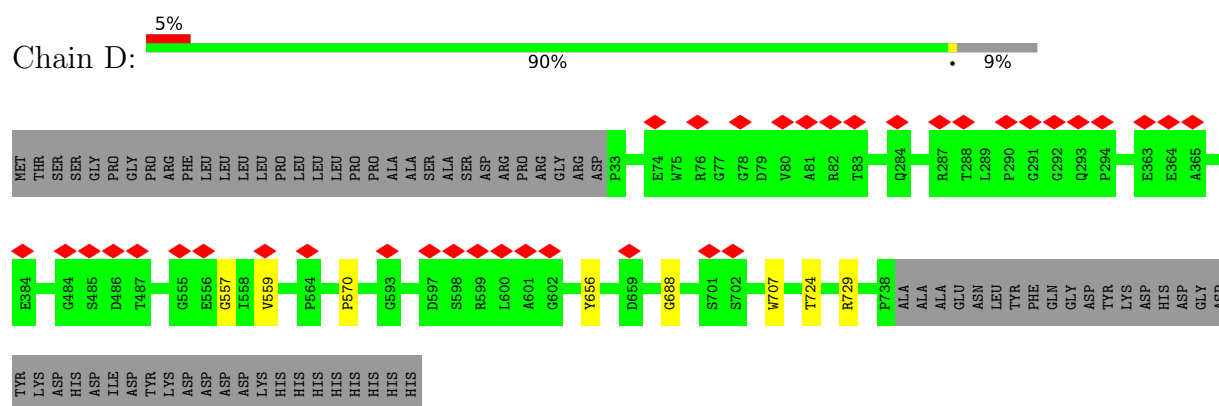 Chain D: 5% 90% • 9%
MET THR SER SER GLY PRO GLY PRO ARG PHE LEU LEU LEU LEU PRO LEU LEU LEU PRO PRO ALA ALA SER ALA SER ASP ARG PRO ARG GLY ARG ASP P33 E74 W75 R76 G77 G78 D79 V80 A81 R82 T83 Q284 R287 T288 L289 P290 G291 G292 Q293 P294 E363 E364 A365
E384 G484 S485 D486 T487 G555 E556 G557 I558 V559 P564 P570 G593 D597 S598 R599 L600 A601 G602 Y656 D659 G688 S701 S702 W707 T724 R729 P738 ALA ALA ALA GLU ASN LEU TYR PHE GLN GLY ASP TYR LYS ASP HIS ASP GLY ASP
TYR LYS ASP HIS ASP ILE ASP TYR LYS ASP ASP ASP ASP LYS HIS HIS HIS HIS HIS HIS HIS HIS